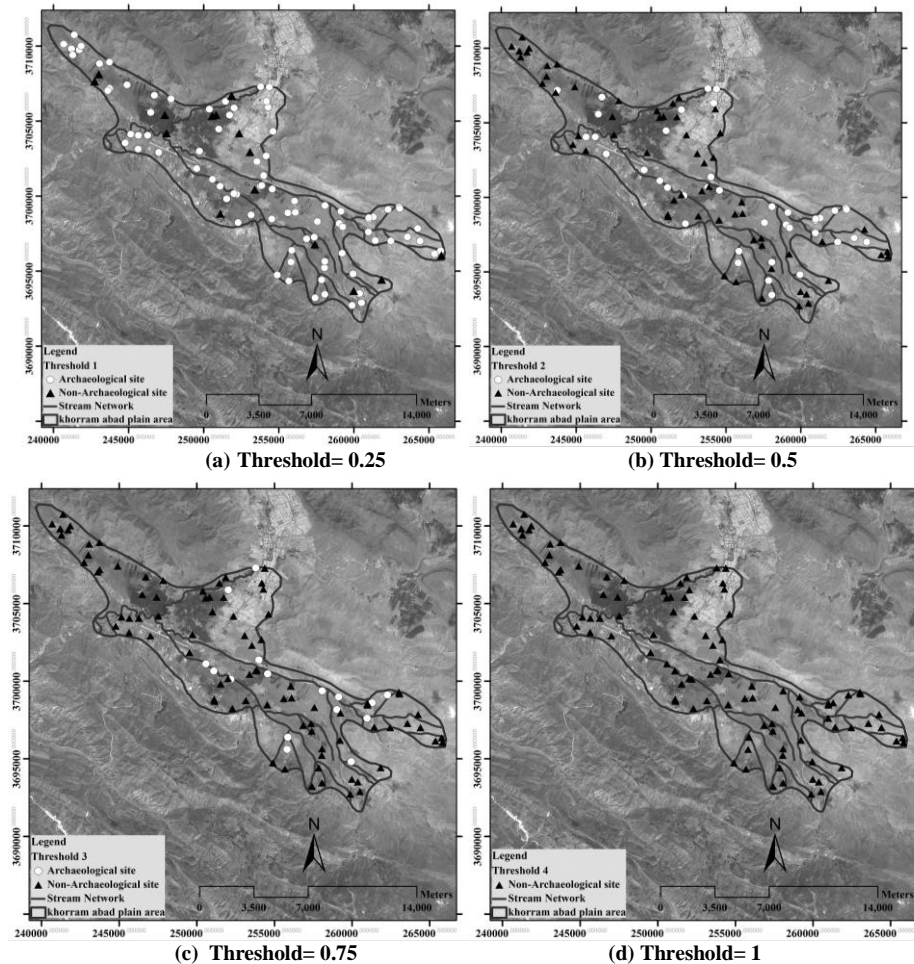 3710000
3705000
3700000
3695000
3690000
N
Legend
Threshold 1
Archaeological site
Non-Archaeological site
Stream Network
khorram abad plain area
Meters
0 3,500 7,000 14,000
240000 245000 250000 255000 260000 265000
(a) Threshold= 0.25
3710000
3705000
3700000
3695000
3690000
N
Legend
Threshold 2
Archaeological site
Non-Archaeological site
Stream Network
khorram abad plain area
Meters
0 3,500 7,000 14,000
240000 245000 250000 255000 260000 265000
(b) Threshold= 0.5
3710000
3705000
3700000
3695000
3690000
N
Legend
Threshold 3
Archaeological site
Non-Archaeological site
Stream Network
khorram abad plain area
Meters
0 3,500 7,000 14,000
240000 245000 250000 255000 260000 265000
(c) Threshold= 0.75
3710000
3705000
3700000
3695000
3690000
N
Legend
Threshold 4
Non-Archaeological site
Stream Network
khorram abad plain area
Meters
0 3,500 7,000 14,000
240000 245000 250000 255000 260000 265000
(d) Threshold= 1